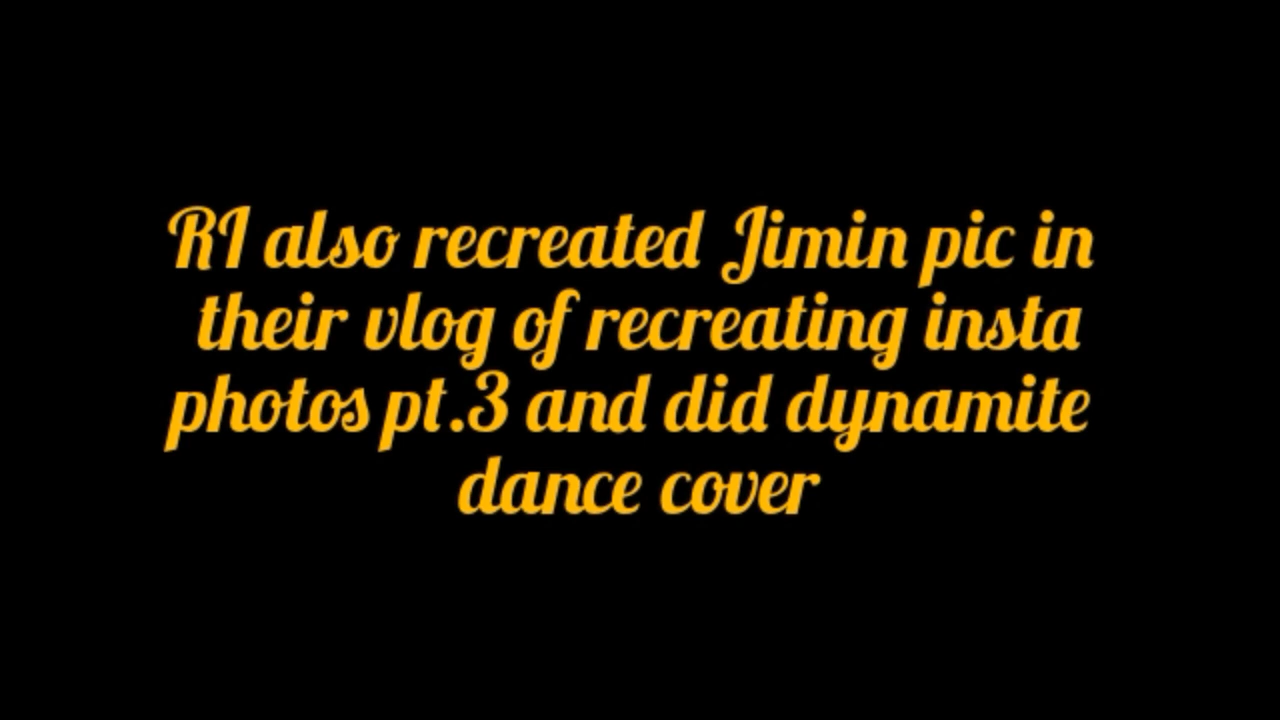 RI also recreated Jimin pic in
their vlog of recreating insta
photos pt.3 and did dynamite
dance cover